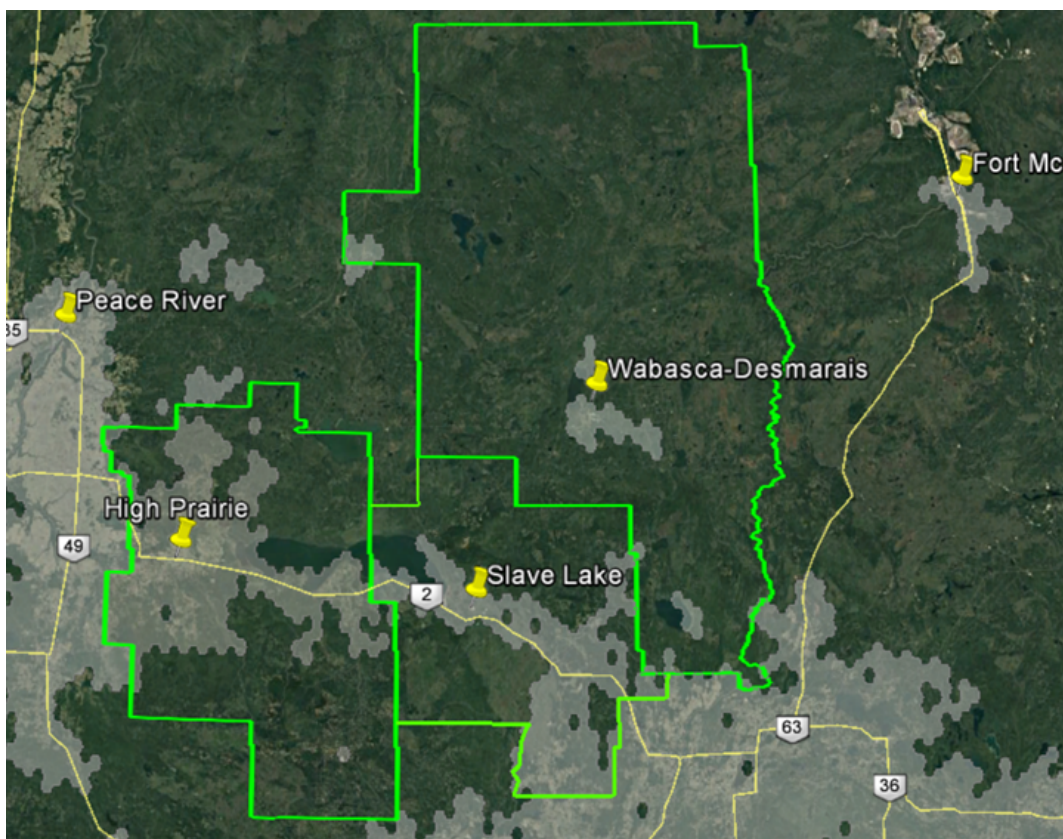 Fort Mc
Peace River
35
Wabasca-Desmarais
High Prairie
49
Slave Lake
2
63
36